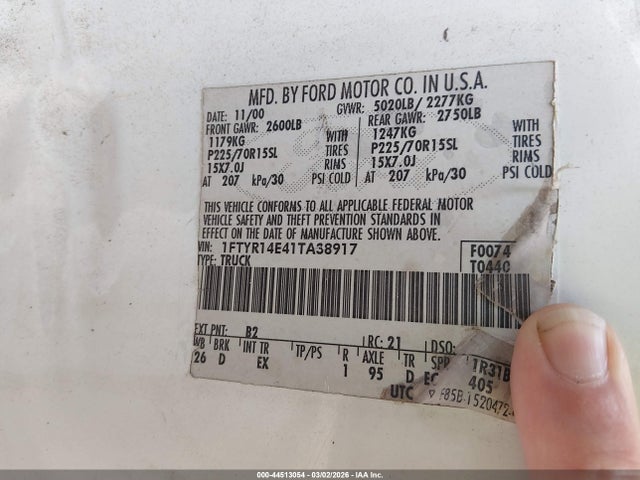 MFD. BY FORD MOTOR CO. IN U.S.A.
DATE: 11/00 GVWR: 5020LB/ 2277KG
FRONT GAWR: 2600LB REAR GAWR: 2750LB
1179KG WITH 1247KG WITH
P225/70R15SL TIRES P225/70R15SL TIRES
15X7.0J RIMS 15X7.0J RIMS
AT 207 kPa/30 PSI COLD AT 207 kPa/30 PSI COLD
THIS VEHICLE CONFORMS TO ALL APPLICABLE FEDERAL MOTOR
VEHICLE SAFETY AND THEFT PREVENTION STANDARDS IN
EFFECT ON THE DATE OF MANUFACTURE SHOWN ABOVE.
VIN: 1FTYR14E41TA38917 F0074
TYPE: TRUCK T0440
EXT PNT: B2 RC: 21 DSO:
WB BRK INT TR TP/PS R AXLE TR SPR 1R31B
26 D EX 1 95 D EC 405
UTC F85B-1520472-
000-44513054 | 03/02/2026 | IAA Inc.